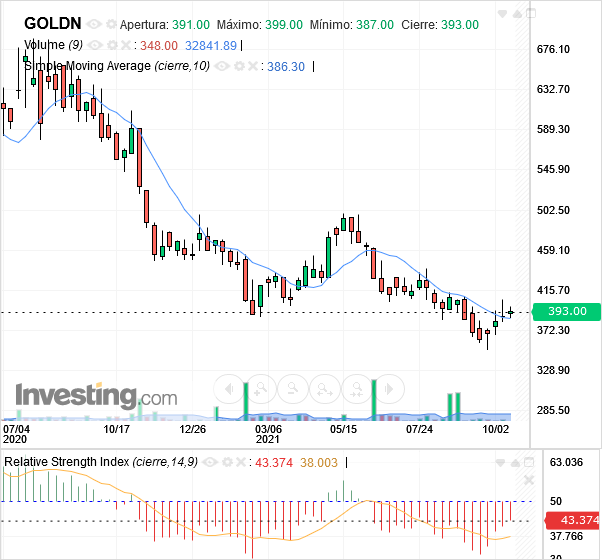 GOLDN Apertura: 391.00 Máximo: 399.00 Mínimo: 387.00 Cierre: 393.00
Volume (9) : 348.00 32841.89
Simple Moving Average (cierre,10) : 386.30
676.10
632.70
589.30
545.90
502.50
459.10
415.70
393.00
372.30
328.90
285.50
Investing.com
07/04 10/17 12/26 03/06 05/15 07/24 10/02
2020 2021
Relative Strength Index (cierre,14,9) : 43.374 38.003
63.036
50
43.374
37.766
30